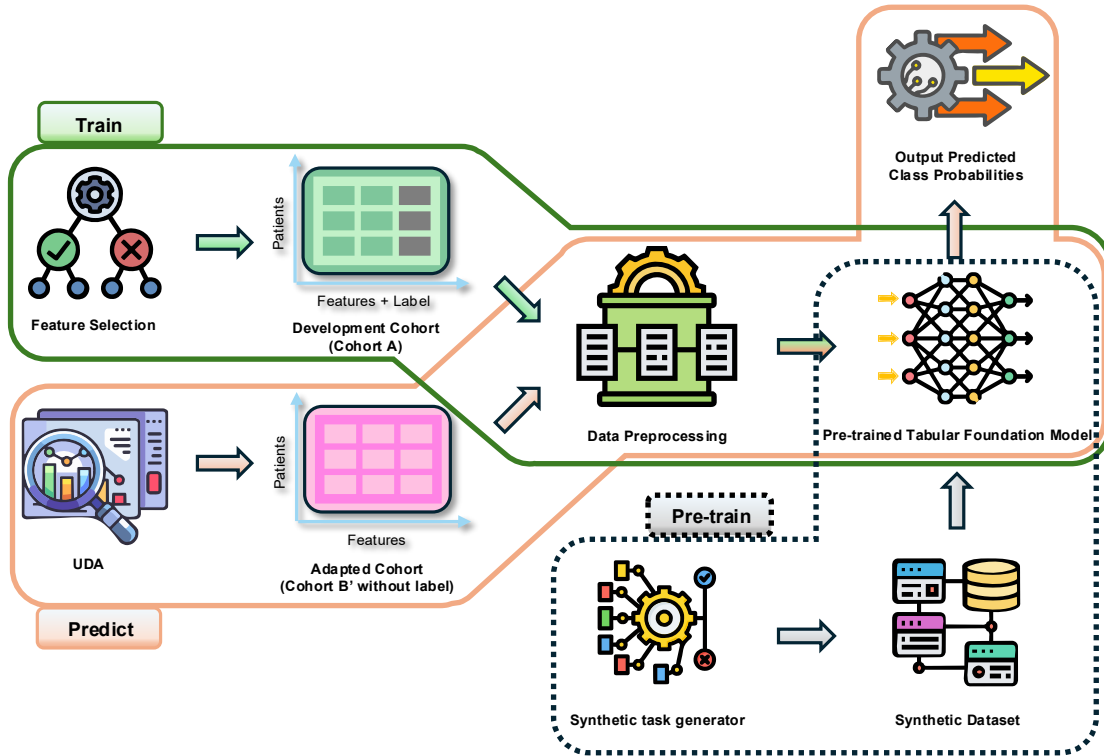 Train
Output Predicted
Class Probabilities
Patients
Features + Label
Feature Selection
Development Cohort
(Cohort A)
Data Preprocessing
Pre-trained Tabular Foundation Model
Patients
Features
UDA
Adapted Cohort
(Cohort B’ without label)
Predict
Pre-train
Synthetic task generator
Synthetic Dataset